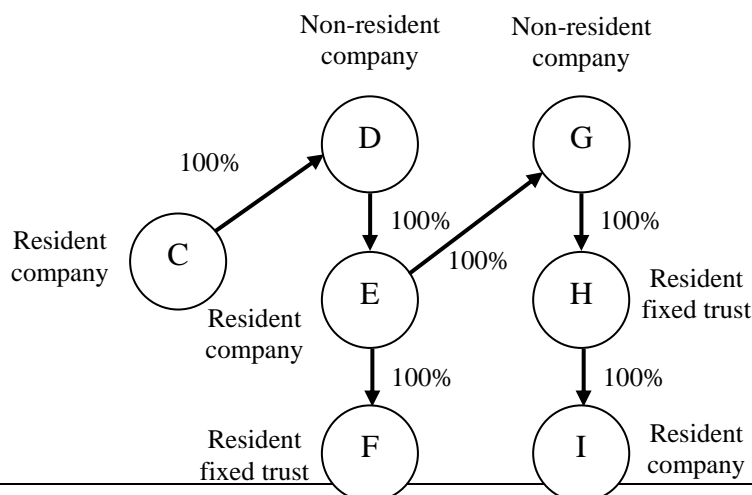 Non-resident
company
Non-resident
company
D
G
100%
Resident
company
C
100%
100%
100%
E
H
Resident
fixed trust
Resident
company
100%
100%
Resident
fixed trust
F
I
Resident
company